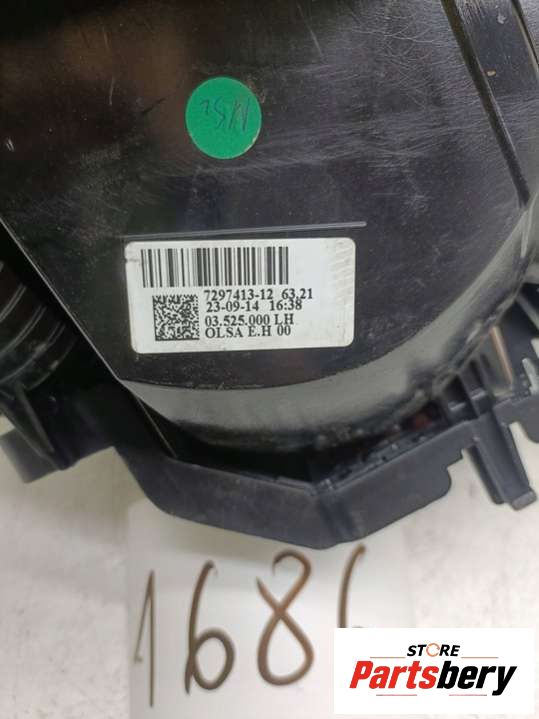 7297413-12 63.21
23-09-14 16:38
03.525.000 LH
OLSA E.H 00
1686
STORE
Partsbery